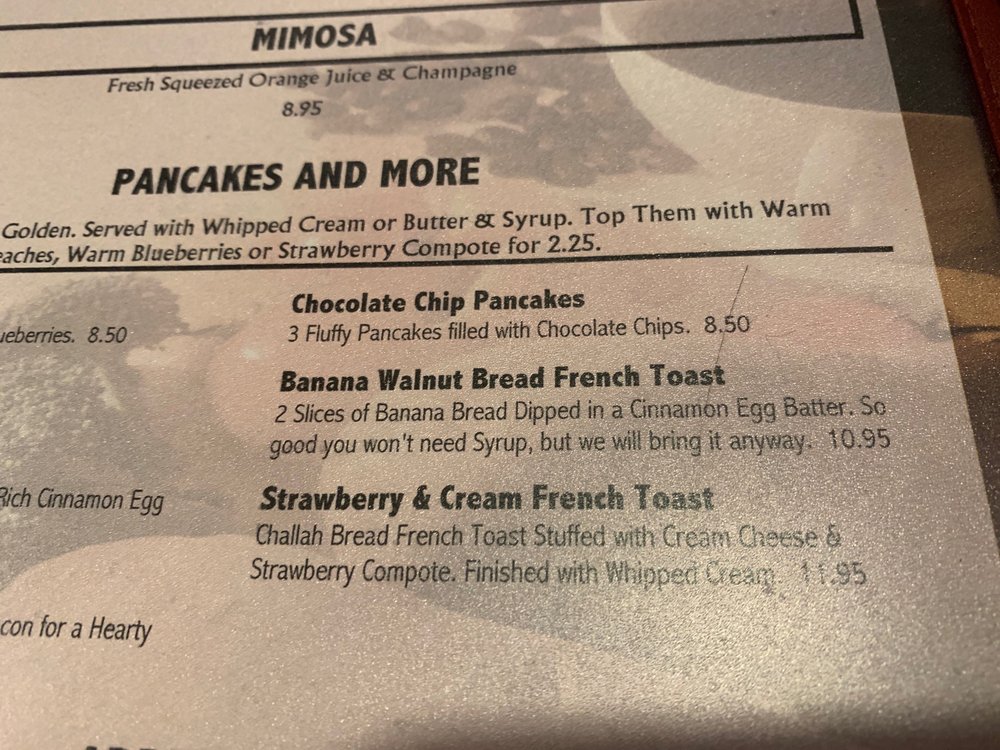 MIMOSA
Fresh Squeezed Orange Juice & Champagne
8.95
PANCAKES AND MORE
Golden. Served with Whipped Cream or Butter & Syrup. Top Them with Warm
eaches, Warm Blueberries or Strawberry Compote for 2.25.
ueberries. 8.50
Chocolate Chip Pancakes
3 Fluffy Pancakes filled with Chocolate Chips. 8.50
Banana Walnut Bread French Toast
2 Slices of Banana Bread Dipped in a Cinnamon Egg Batter. So
good you won't need Syrup, but we will bring it anyway. 10.95
Rich Cinnamon Egg
Strawberry & Cream French Toast
Challah Bread French Toast Stuffed with Cream Cheese &
Strawberry Compote. Finished with Whipped Cream. 11.95
con for a Hearty